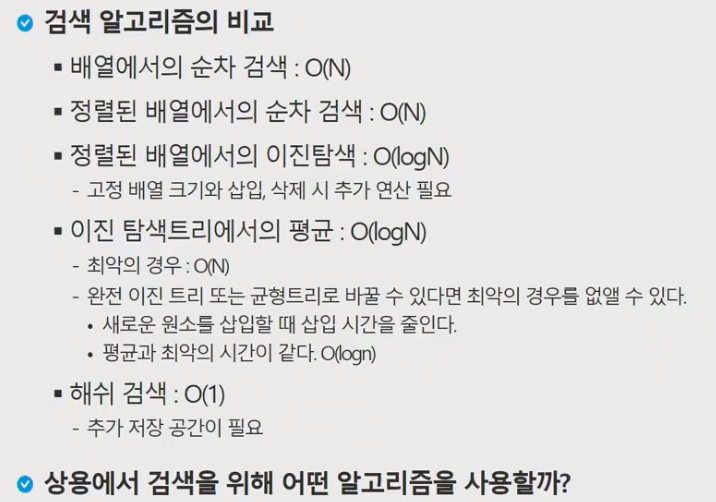 검색 알고리즘의 비교
▪ 배열에서의 순차 검색 : O(N)
▪ 정렬된 배열에서의 순차 검색 : O(N)
▪ 정렬된 배열에서의 이진탐색 : O(logN)
- 고정 배열 크기와 삽입, 삭제 시 추가 연산 필요
▪ 이진 탐색트리에서의 평균 : O(logN)
- 최악의 경우 : O(N)
- 완전 이진 트리 또는 균형트리로 바꿀 수 있다면 최악의 경우를 없앨 수 있다.
• 새로운 원소를 삽입할 때 삽입 시간을 줄인다.
• 평균과 최악의 시간이 같다. O(logn)
▪ 해쉬 검색 : O(1)
- 추가 저장 공간이 필요
상용에서 검색을 위해 어떤 알고리즘을 사용할까?